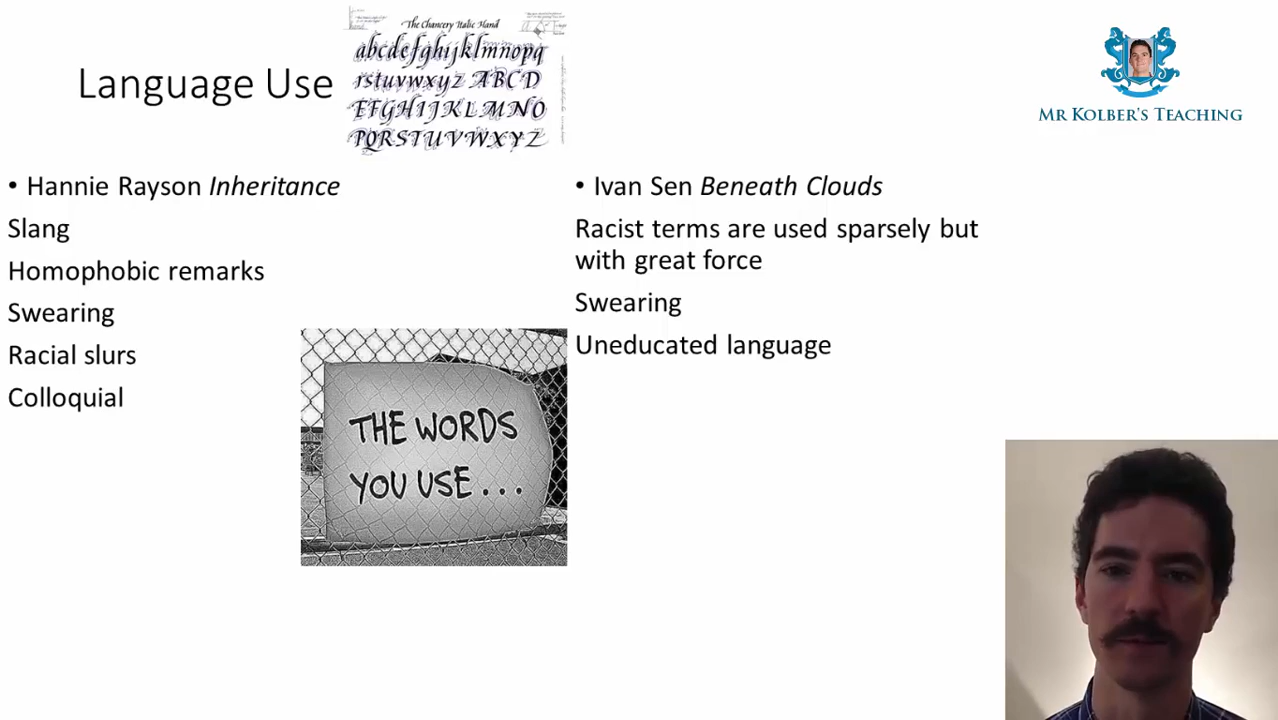 Language Use
The Chancery Italic Hand
abcdefghijklmnopq
rstuvwxyz ABCD
EFGHIJKLMNO
PQRSTUVWXYZ
MR KOLBER'S TEACHING
• Hannie Rayson Inheritance
Slang
Homophobic remarks
Swearing
Racial slurs
Colloquial
THE WORDS
YOU USE...
• Ivan Sen Beneath Clouds
Racist terms are used sparsely but
with great force
Swearing
Uneducated language